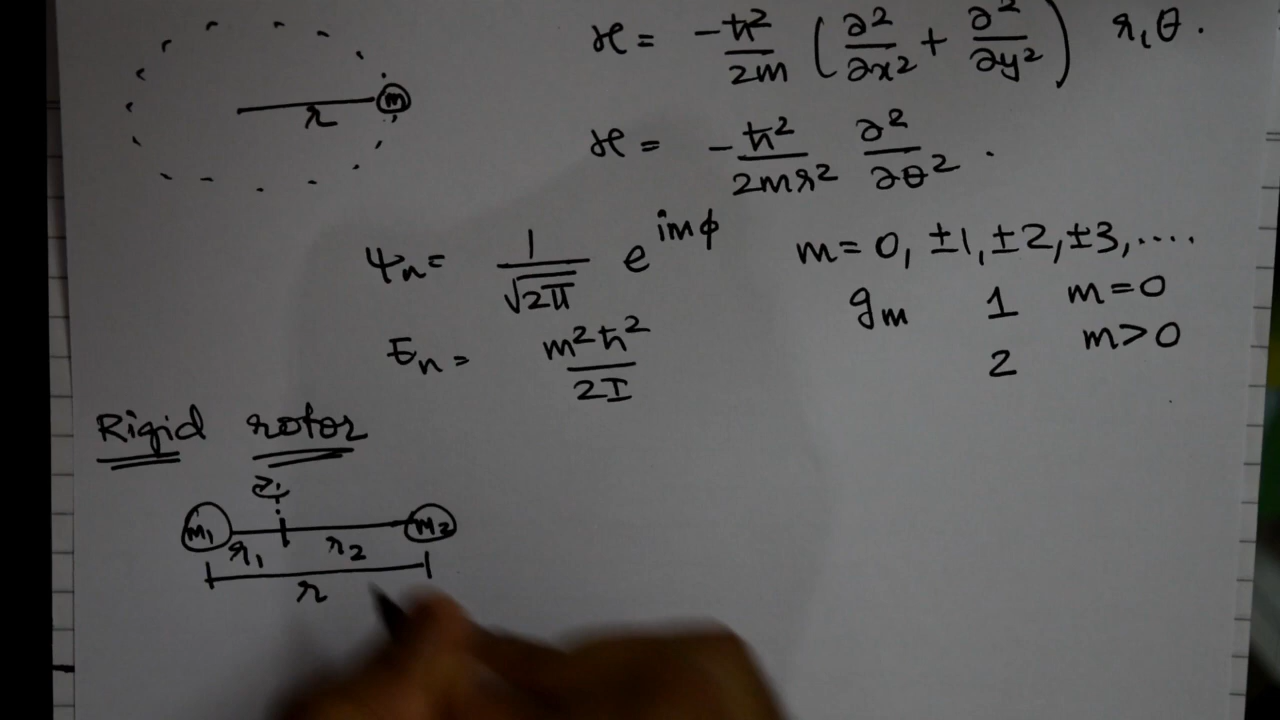 ℋ = -ħ²/2m (∂²/∂x² + ∂²/∂y²) r, θ.
r m
ℋ = -ħ²/2mr² ∂²/∂θ².
ψn = 1/√2π e^imϕ m = 0, ±1, ±2, ±3, ....
gm 1 m=0
En = m²ħ²/2I 2 m>0
Rigid rotor
m1 r1 r2 m2
r